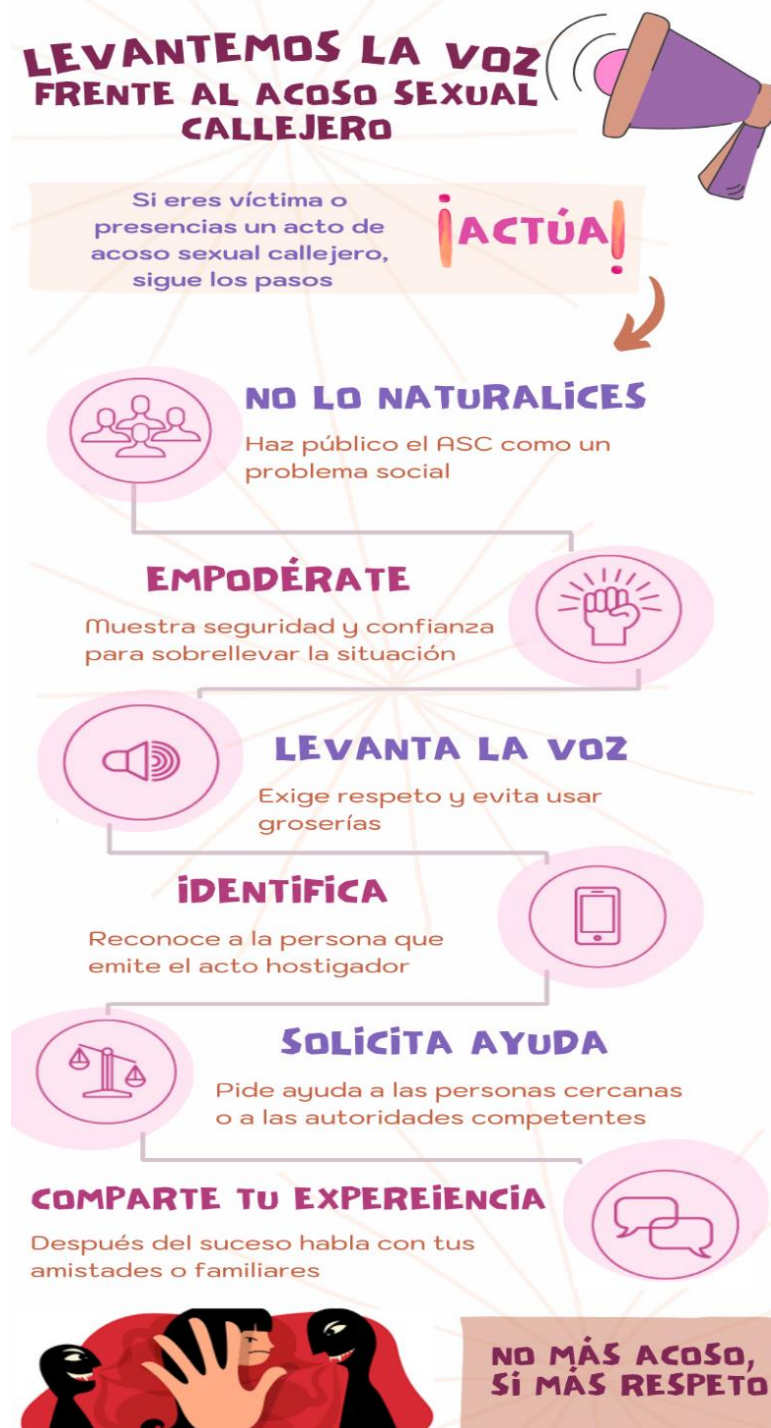 LEVANTEMOS LA VOZ
FRENTE AL ACOSO SEXUAL
CALLEJERO
Si eres víctima o
presencias un acto de
acoso sexual callejero,
sigue los pasos
¡ACTÚA!
NO LO NATURALICES
Haz público el ASC como un
problema social
EMPODÉRATE
Muestra seguridad y confianza
para sobrellevar la situación
LEVANTA LA VOZ
Exige respeto y evita usar
groserías
IDENTIFICA
Reconoce a la persona que
emite el acto hostigador
SOLICITA AYUDA
Pide ayuda a las personas cercanas
o a las autoridades competentes
COMPARTE TU EXPEREIENCIA
Después del suceso habla con tus
amistades o familiares
NO MÁS ACOSO,
SÍ MÁS RESPETO